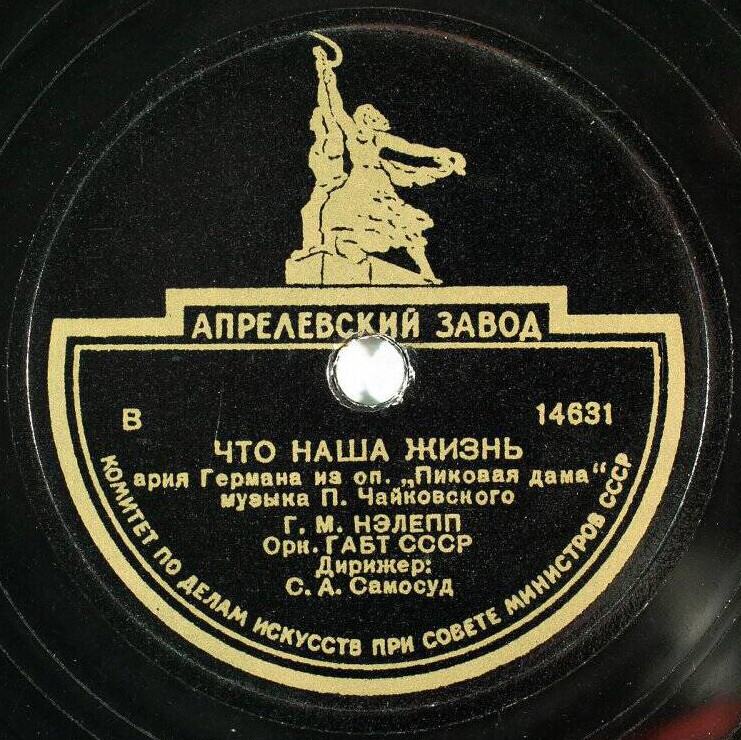 АПРЕЛЕВСКИЙ ЗАВОД
В 14631
ЧТО НАША ЖИЗНЬ
ария Германа из оп. „Пиковая дама“
музыка П. Чайковского
Г. М. НЭЛЕПП
Орк. ГАБТ СССР
Дирижер:
С. А. Самосуд
КОМИТЕТ ПО ДЕЛАМ ИСКУССТВ ПРИ СОВЕТЕ МИНИСТРОВ СССР